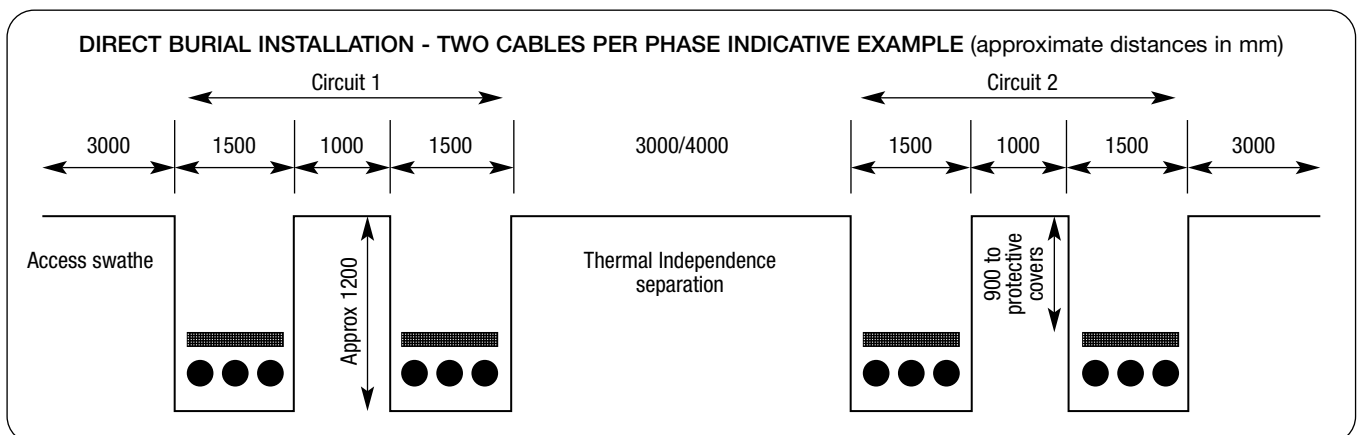 DIRECT BURIAL INSTALLATION - TWO CABLES PER PHASE INDICATIVE EXAMPLE (approximate distances in mm)
Circuit 1
Circuit 2
3000
1500
1000
1500
3000/4000
1500
1000
1500
3000
Access swathe
Approx 1200
Thermal Independence
separation
900 to
protective
covers